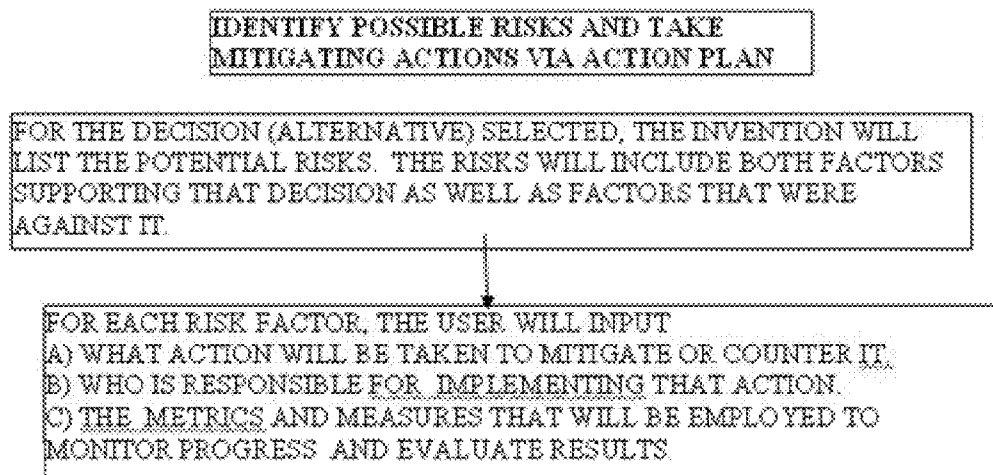 IDENTIFY POSSIBLE RISKS AND TAKE
MITIGATING ACTIONS VIA ACTION PLAN
FOR THE DECISION (ALTERNATIVE) SELECTED, THE INVENTION WILL
LIST THE POTENTIAL RISKS. THE RISKS WILL INCLUDE BOTH FACTORS
SUPPORTING THAT DECISION AS WELL AS FACTORS THAT WERE
AGAINST IT.
FOR EACH RISK FACTOR, THE USER WILL INPUT
A) WHAT ACTION WILL BE TAKEN TO MITIGATE OR COUNTER IT.
B) WHO IS RESPONSIBLE FOR IMPLEMENTING THAT ACTION.
C) THE METRICS AND MEASURES THAT WILL BE EMPLOYED TO
MONITOR PROGRESS AND EVALUATE RESULTS.